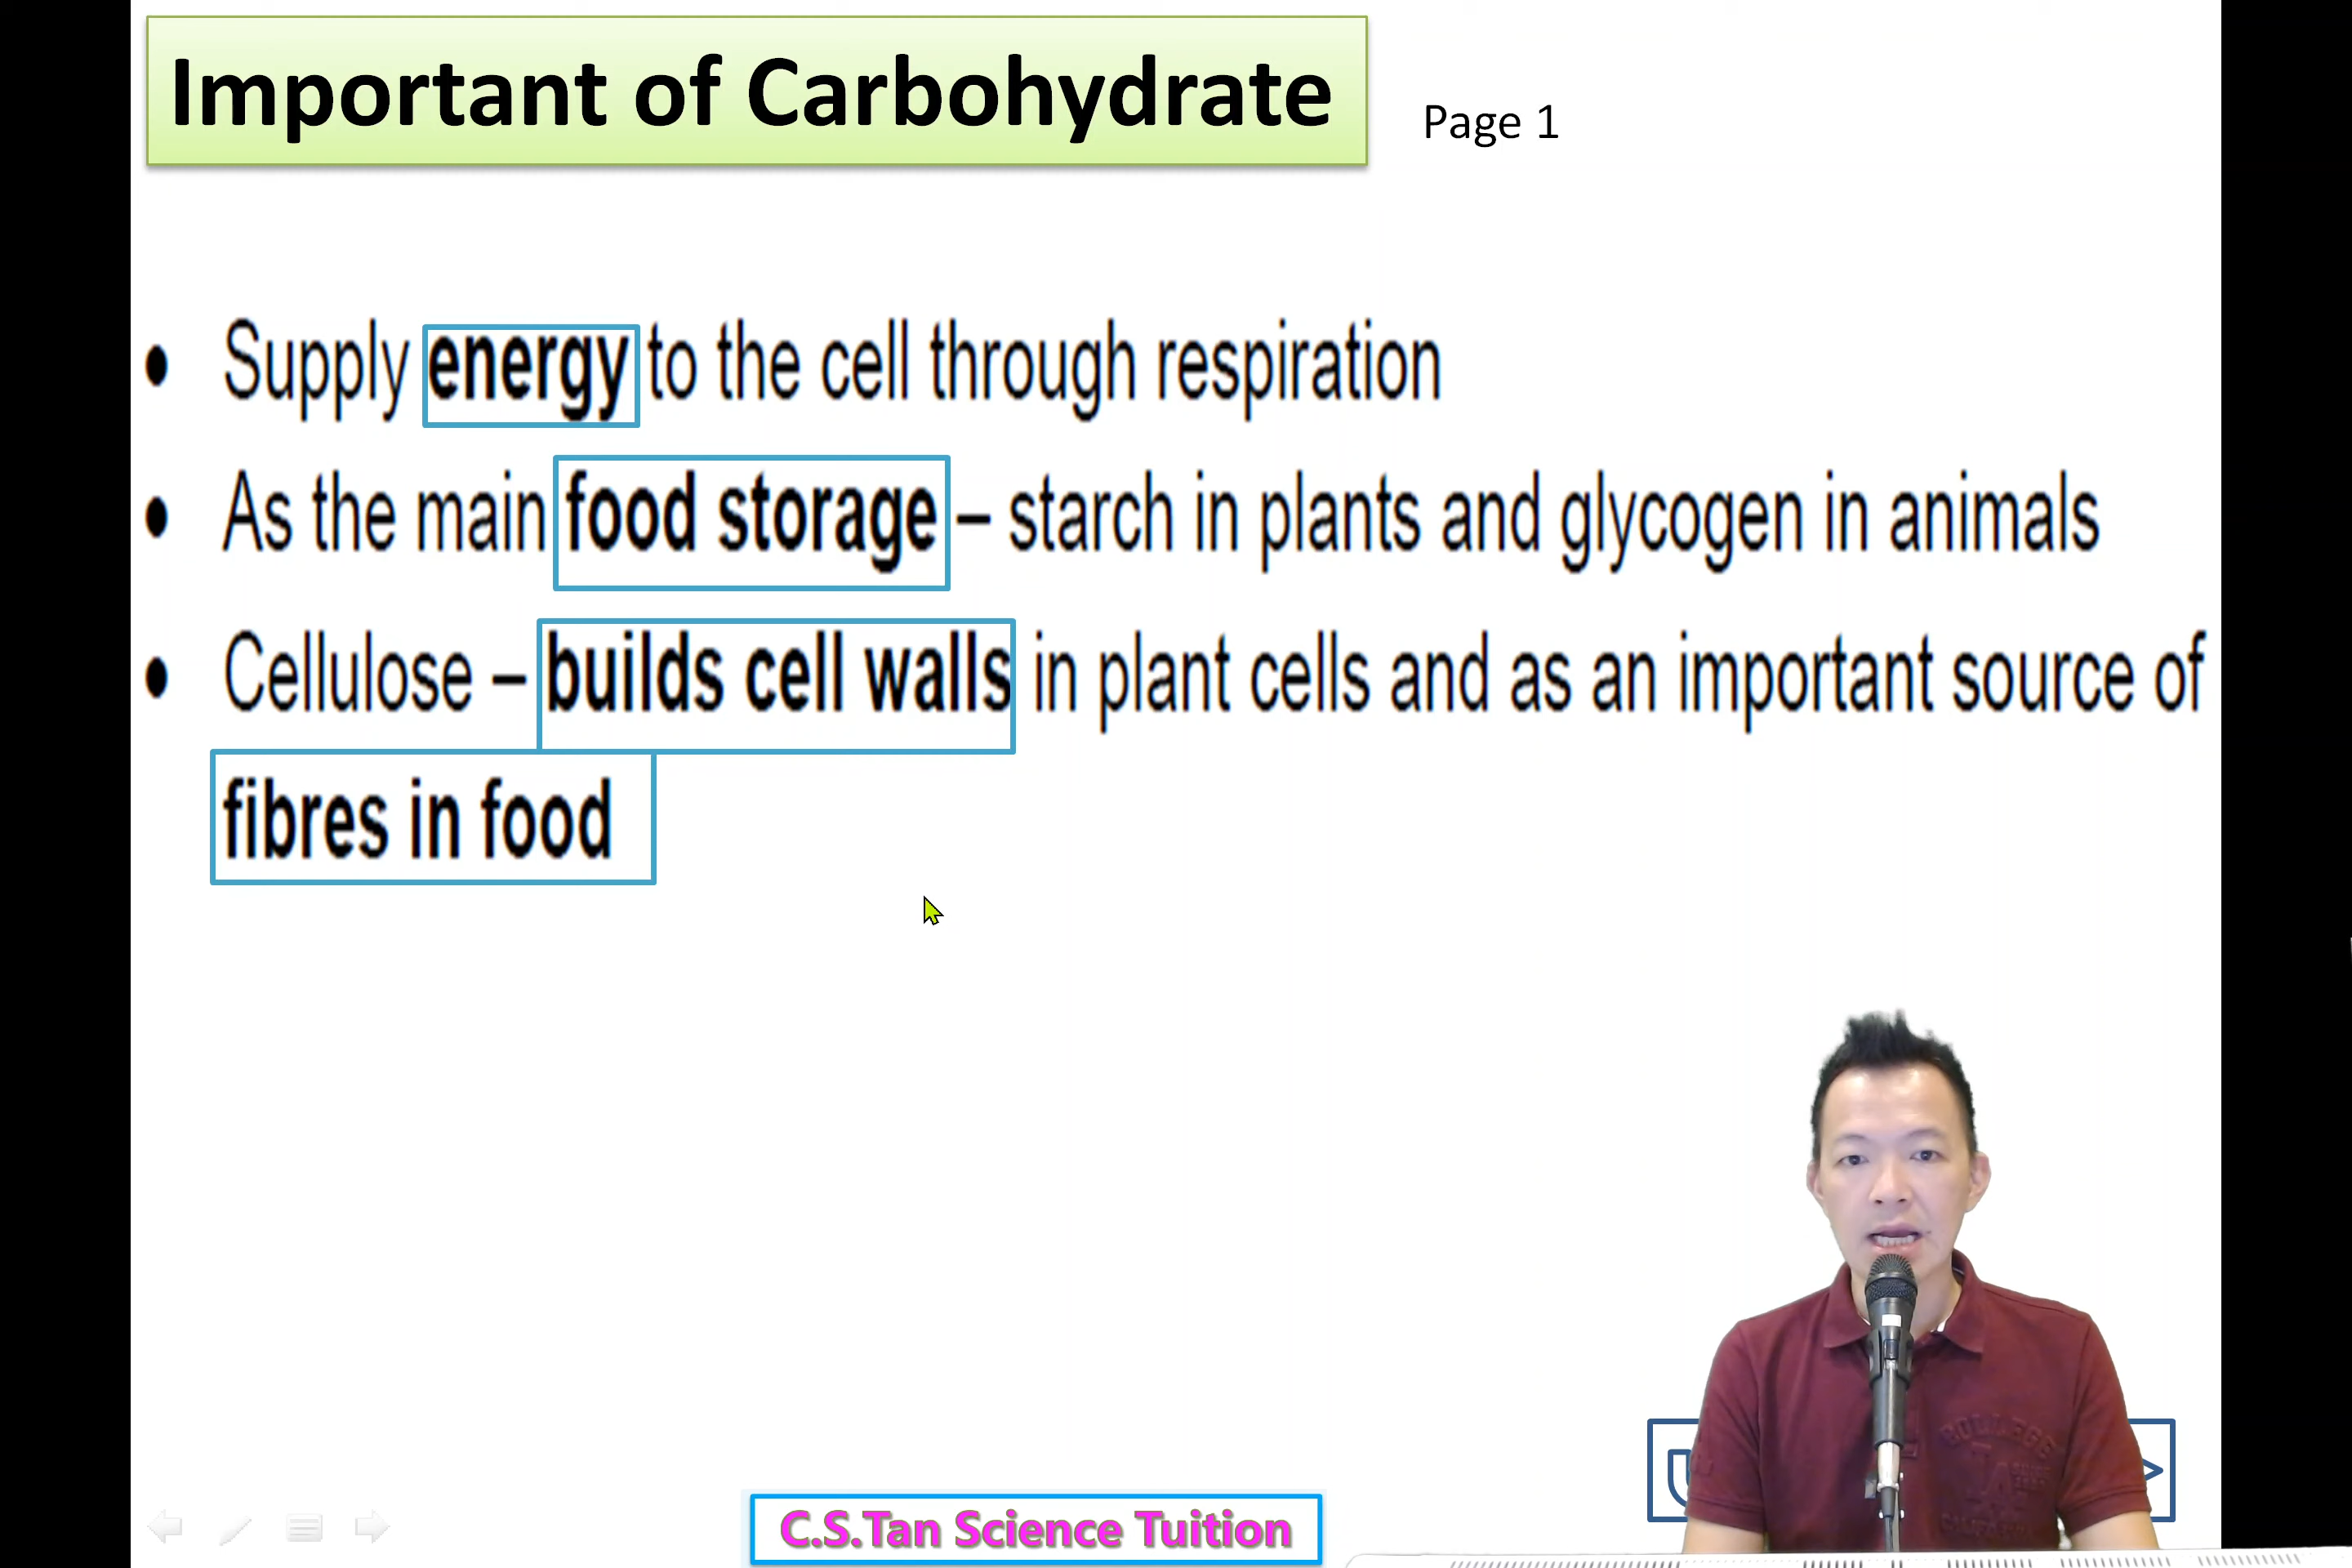 Important of Carbohydrate
Page 1
• Supply energy to the cell through respiration
• As the main food storage – starch in plants and glycogen in animals
• Cellulose – builds cell walls in plant cells and as an important source of
fibres in food
C.S.Tan Science Tuition